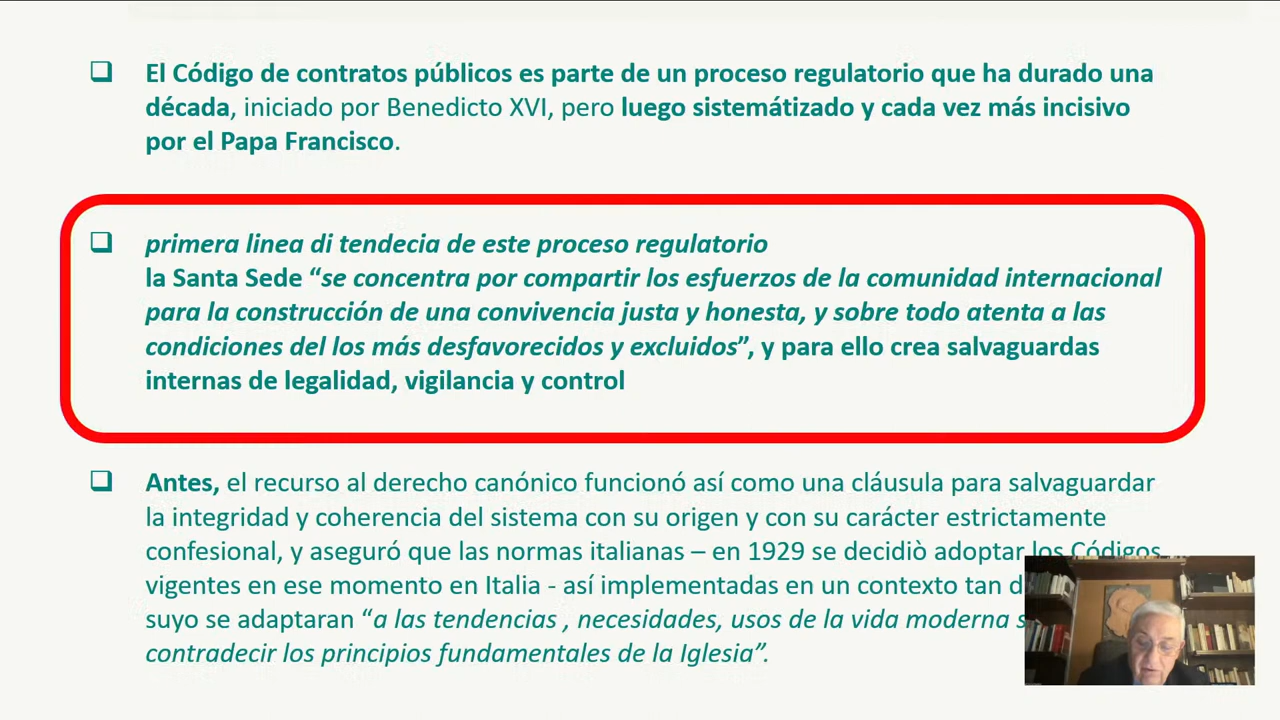 El Código de contratos públicos es parte de un proceso regulatorio que ha durado una
década, iniciado por Benedicto XVI, pero luego sistemátizado y cada vez más incisivo
por el Papa Francisco.
primera linea di tendecia de este proceso regulatorio
la Santa Sede “se concentra por compartir los esfuerzos de la comunidad internacional
para la construcción de una convivencia justa y honesta, y sobre todo atenta a las
condiciones del los más desfavorecidos y excluidos”, y para ello crea salvaguardas
internas de legalidad, vigilancia y control
Antes, el recurso al derecho canónico funcionó así como una cláusula para salvaguardar
la integridad y coherencia del sistema con su origen y con su carácter estrictamente
confesional, y aseguró que las normas italianas – en 1929 se decidiò adoptar los Códigos
vigentes en ese momento en Italia - así implementadas en un contexto tan
suyo se adaptaran “a las tendencias , necesidades, usos de la vida moderna
contradecir los principios fundamentales de la Iglesia”.